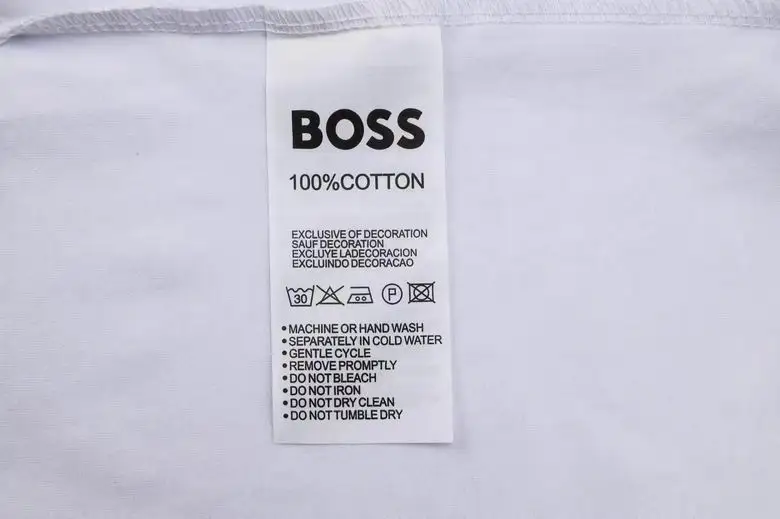 BOSS
100%COTTON
EXCLUSIVE OF DECORATION
SAUF DECORATION
EXCLUYE LADECORACION
EXCLUINDO DECORACAO
30 P
•MACHINE OR HAND WASH
•SEPARATELY IN COLD WATER
•GENTLE CYCLE
•REMOVE PROMPTLY
•DO NOT BLEACH
•DO NOT IRON
•DO NOT DRY CLEAN
•DO NOT TUMBLE DRY